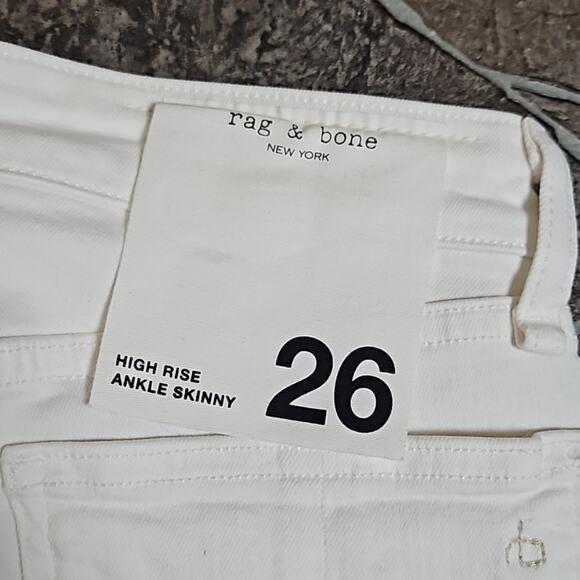 rag & bone
NEW YORK
HIGH RISE
ANKLE SKINNY
26